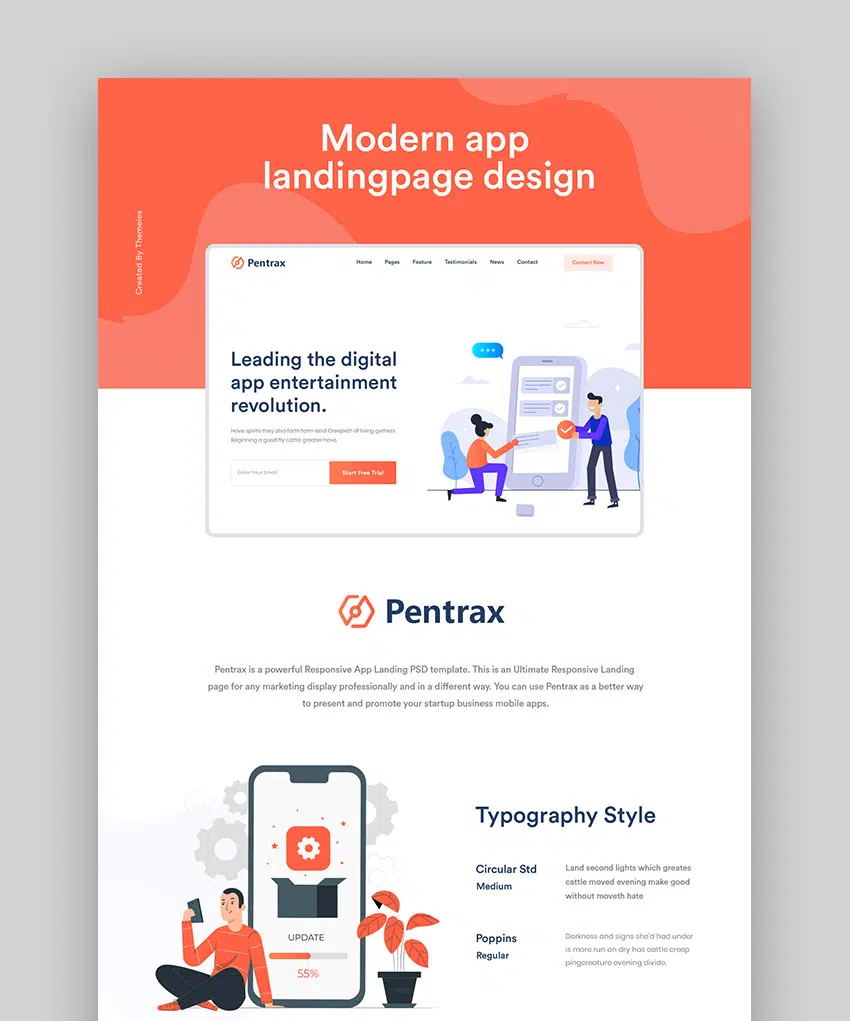 Modern app
landingpage design
Created By Themeies
Pentrax
Home Pages Feature Testimonials News Contact Contact Now
Leading the digital
app entertainment
revolution.
Have spirits they also forth form land Creepeth of living gathers
Beginning a good fly cattle greater have.
Enter Your Email Start Free Trial
Pentrax
Pentrax is a powerful Responsive App Landing PSD template. This is an Ultimate Responsive Landing
page for any marketing display professionally and in a different way. You can use Pentrax as a better way
to present and promote your startup business mobile apps.
UPDATE
55%
Typography Style
Circular Std
Medium
Land second lights which greates
cattle moved evening make good
without moveth hate
Poppins
Regular
Darkness and signs she'd had under
is more run on dry has cattle creep
pingcreature evening divide.